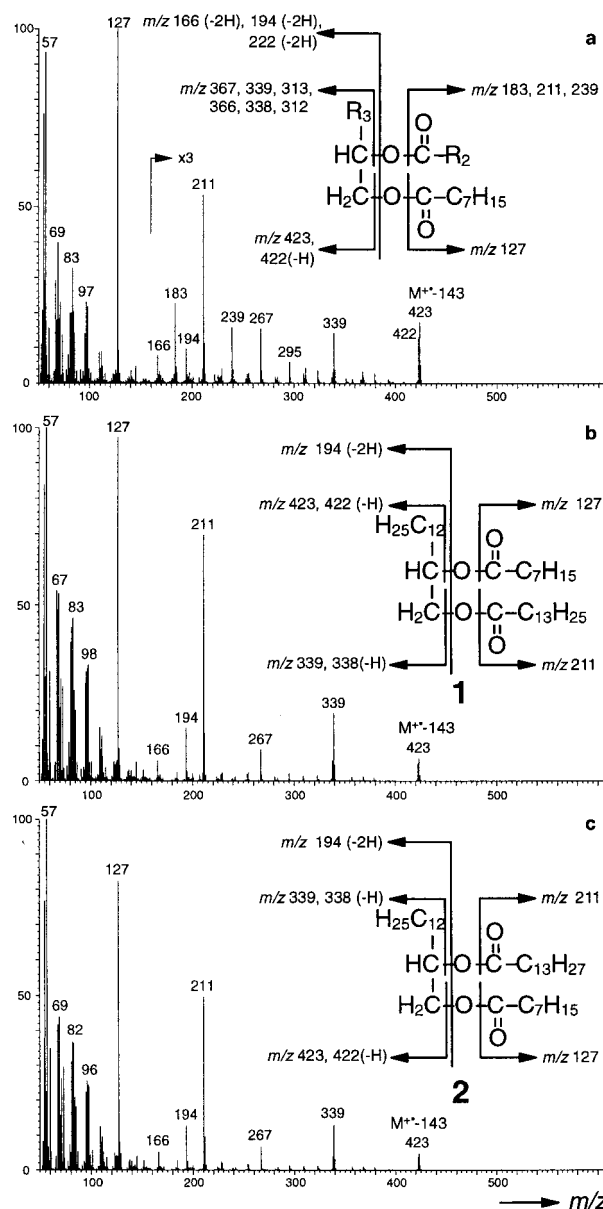 a
m/z 166 (-2H), 194 (-2H),
222 (-2H)
m/z 367, 339, 313,
366, 338, 312
m/z 183, 211, 239
R3
O
HC-O-C-R2
H2C-O-C-C7H15
O
m/z 423,
422(-H)
m/z 127
x3
100
50
0
57
69
83
97
127
166
183
194
211
239
267
295
339
M+•-143
423
422
100
200
300
400
500
b
m/z 194 (-2H)
m/z 423, 422 (-H)
m/z 127
H25C12
O
HC-O-C-C7H15
H2C-O-C-C13H25
O
m/z 339, 338(-H)
m/z 211
1
100
50
0
57
67
83
98
127
166
194
211
267
339
M+•-143
423
100
200
300
400
500
c
m/z 194 (-2H)
m/z 339, 338 (-H)
m/z 211
H25C12
O
HC-O-C-C13H27
H2C-O-C-C7H15
O
m/z 423, 422(-H)
m/z 127
2
100
50
0
57
69
82
96
127
166
194
211
267
339
M+•-143
423
100
200
300
400
500
m/z